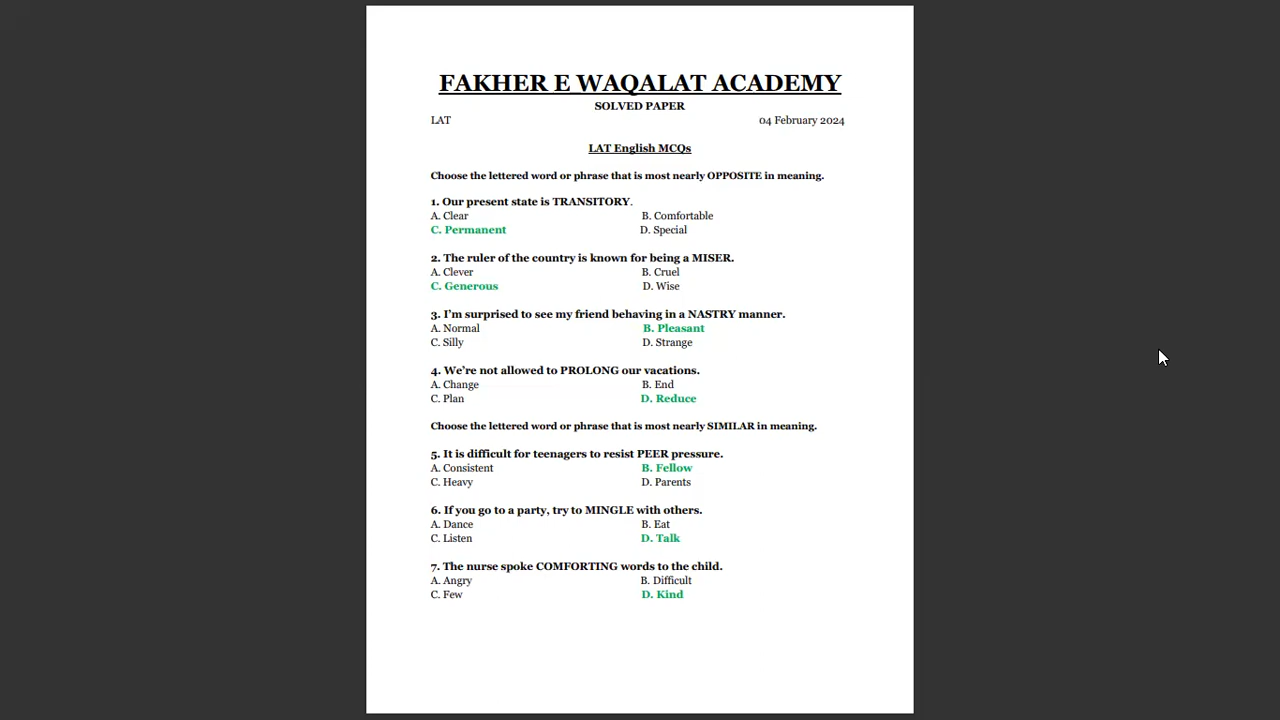 FAKHER E WAQALAT ACADEMY
SOLVED PAPER
LAT 04 February 2024
LAT English MCQs
Choose the lettered word or phrase that is most nearly OPPOSITE in meaning.
1. Our present state is TRANSITORY.
A. Clear B. Comfortable
C. Permanent D. Special
2. The ruler of the country is known for being a MISER.
A. Clever B. Cruel
C. Generous D. Wise
3. I’m surprised to see my friend behaving in a NASTRY manner.
A. Normal B. Pleasant
C. Silly D. Strange
4. We’re not allowed to PROLONG our vacations.
A. Change B. End
C. Plan D. Reduce
Choose the lettered word or phrase that is most nearly SIMILAR in meaning.
5. It is difficult for teenagers to resist PEER pressure.
A. Consistent B. Fellow
C. Heavy D. Parents
6. If you go to a party, try to MINGLE with others.
A. Dance B. Eat
C. Listen D. Talk
7. The nurse spoke COMFORTING words to the child.
A. Angry B. Difficult
C. Few D. Kind